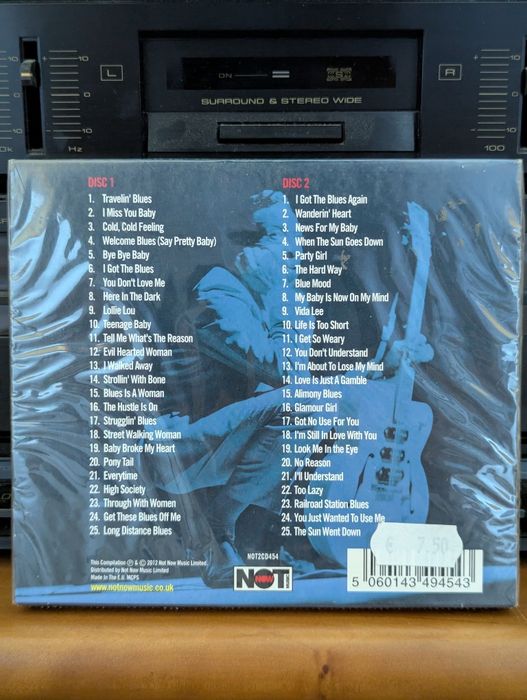 +10
0
-10
L
ON
SURROUND & STEREO WIDE
R
+10
0
-10
Hz
100
DISC 1
1. Travelin' Blues
2. I Miss You Baby
3. Cold, Cold Feeling
4. Welcome Blues (Say Pretty Baby)
5. Bye Bye Baby
6. I Got The Blues
7. You Don't Love Me
8. Here In The Dark
9. Lollie Lou
10. Teenage Baby
11. Tell Me What's The Reason
12. Evil Hearted Woman
13. I Walked Away
14. Strollin' With Bone
15. Blues Is A Woman
16. The Hustle Is On
17. Strugglin' Blues
18. Street Walking Woman
19. Baby Broke My Heart
20. Pony Tail
21. Everytime
22. High Society
23. Through With Women
24. Get These Blues Off Me
25. Long Distance Blues
DISC 2
1. I Got The Blues Again
2. Wanderin' Heart
3. News For My Baby
4. When The Sun Goes Down
5. Party Girl
6. The Hard Way
7. Blue Mood
8. My Baby Is Now On My Mind
9. Vida Lee
10. Life Is Too Short
11. I Get So Weary
12. You Don't Understand
13. I'm About To Lose My Mind
14. Love Is Just A Gamble
15. Alimony Blues
16. Glamour Girl
17. Got No Use For You
18. I'm Still In Love With You
19. Look Me In the Eye
20. No Reason
21. I'll Understand
22. Too Lazy
23. Railroad Station Blues
24. You Just Wanted To Use Me
25. The Sun Went Down
This Compilation ℗ & © 2012 Not Now Music Limited.
Distributed by Not Now Music Limited
Made In The E.U. MCPS
www.notnowmusic.co.uk
NOT2CD454
NOT NOW MUSIC
€ 7,50
5 060143 494543